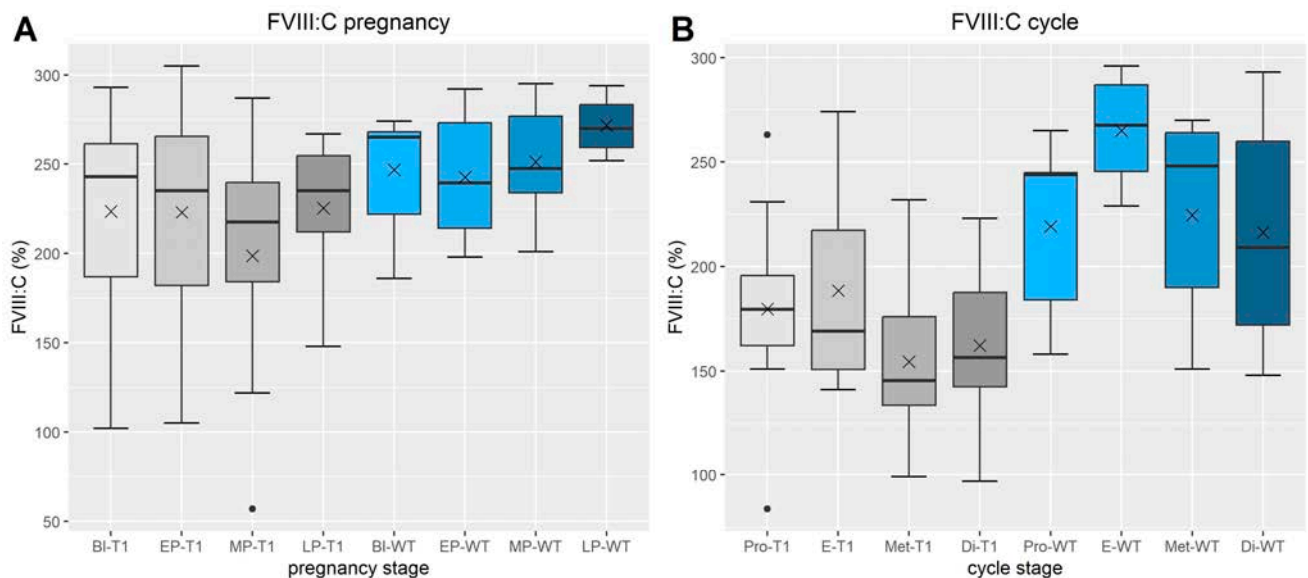 A
FVIII:C pregnancy
FVIII:C (%)
300
250
200
150
100
50
BI-T1 EP-T1 MP-T1 LP-T1 BI-WT EP-WT MP-WT LP-WT
pregnancy stage
B
FVIII:C cycle
FVIII:C (%)
300
250
200
150
100
Pro-T1 E-T1 Met-T1 Di-T1 Pro-WT E-WT Met-WT Di-WT
cycle stage